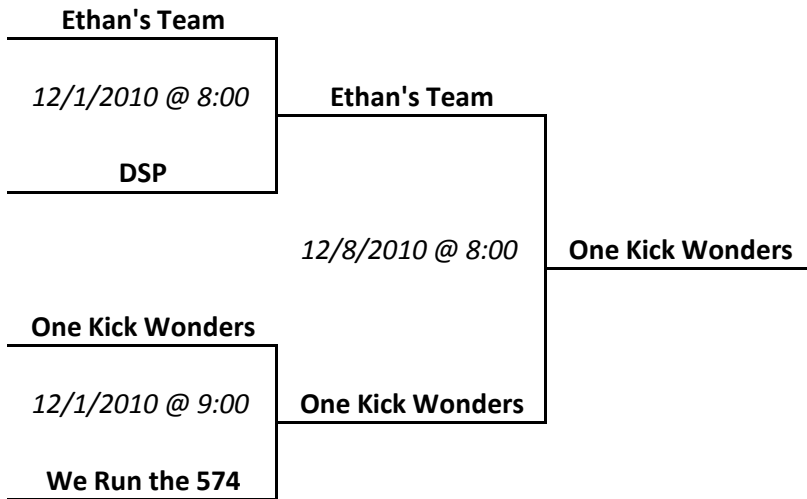 Ethan's Team
12/1/2010 @ 8:00
Ethan's Team
DSP
12/8/2010 @ 8:00
One Kick Wonders
One Kick Wonders
12/1/2010 @ 9:00
One Kick Wonders
We Run the 574